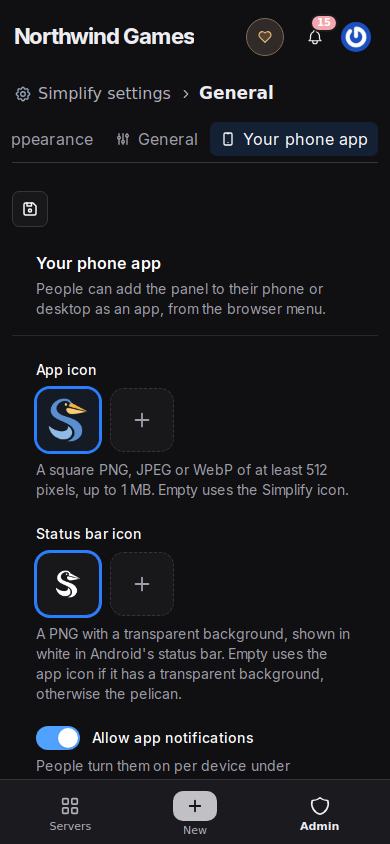 Northwind Games
15
Simplify settings > General
ppearance General Your phone app
Your phone app
People can add the panel to their phone or
desktop as an app, from the browser menu.
App icon
A square PNG, JPEG or WebP of at least 512
pixels, up to 1 MB. Empty uses the Simplify icon.
Status bar icon
A PNG with a transparent background, shown in
white in Android's status bar. Empty uses the
app icon if it has a transparent background,
otherwise the pelican.
Allow app notifications
People turn them on per device under
Servers New Admin